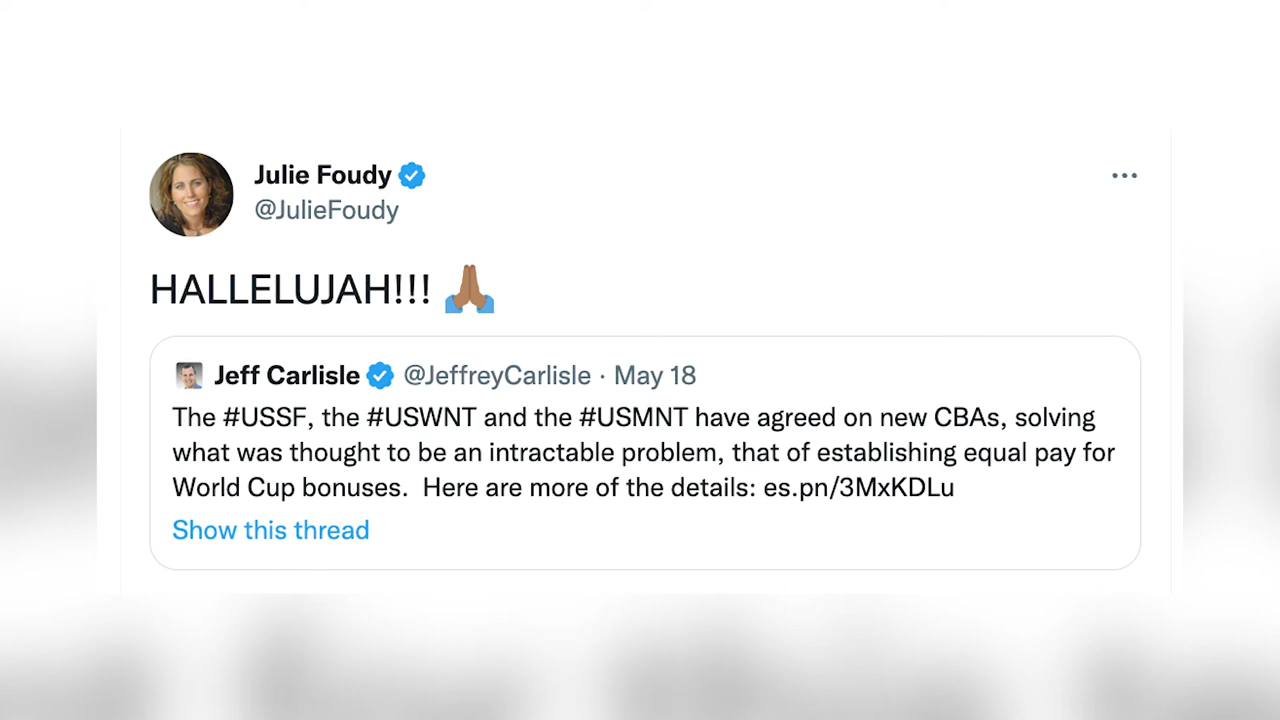 Julie Foudy
@JulieFoudy
HALLELUJAH!!! 🙏🏽
Jeff Carlisle @JeffreyCarlisle · May 18
The #USSF, the #USWNT and the #USMNT have agreed on new CBAs, solving
what was thought to be an intractable problem, that of establishing equal pay for
World Cup bonuses.  Here are more of the details: es.pn/3MxKDLu
Show this thread